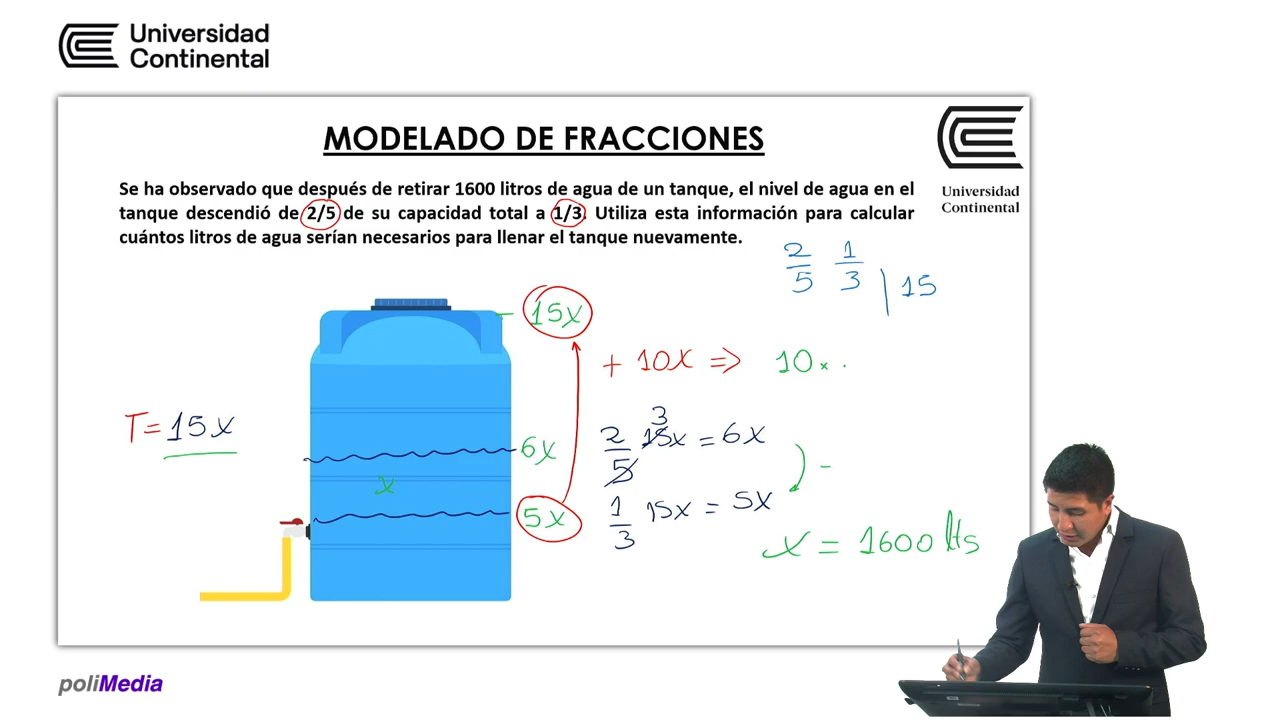 Universidad
Continental
MODELADO DE FRACCIONES
Universidad
Continental
Se ha observado que después de retirar 1600 litros de agua de un tanque, el nivel de agua en el
tanque descendió de 2/5 de su capacidad total a 1/3. Utiliza esta información para calcular
cuántos litros de agua serían necesarios para llenar el tanque nuevamente.
2/5 1/3 | 15
15x
+ 10x ⇒ 10x .
T = 15x
6x
2/5 15x 3 = 6x
x
5x
1/3 15x = 5x
-
x = 1600 lts
poliMedia